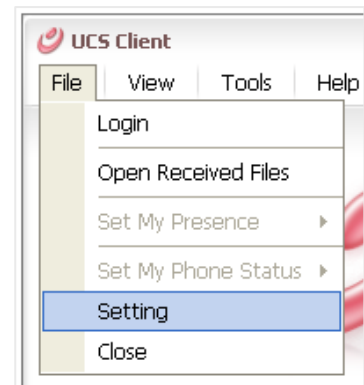 UCS Client
File View Tools Help
Login
Open Received Files
Set My Presence
Set My Phone Status
Setting
Close